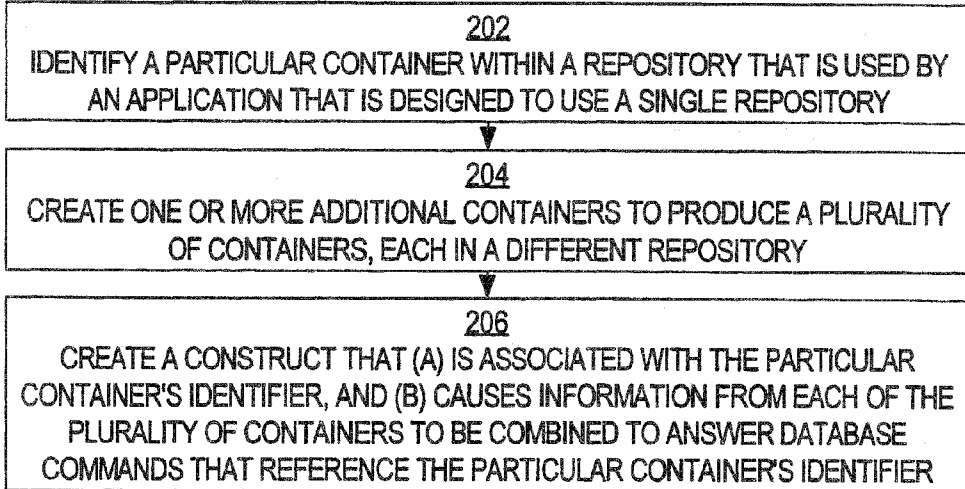 202
IDENTIFY A PARTICULAR CONTAINER WITHIN A REPOSITORY THAT IS USED BY
AN APPLICATION THAT IS DESIGNED TO USE A SINGLE REPOSITORY
204
CREATE ONE OR MORE ADDITIONAL CONTAINERS TO PRODUCE A PLURALITY
OF CONTAINERS, EACH IN A DIFFERENT REPOSITORY
206
CREATE A CONSTRUCT THAT (A) IS ASSOCIATED WITH THE PARTICULAR
CONTAINER'S IDENTIFIER, AND (B) CAUSES INFORMATION FROM EACH OF THE
PLURALITY OF CONTAINERS TO BE COMBINED TO ANSWER DATABASE
COMMANDS THAT REFERENCE THE PARTICULAR CONTAINER'S IDENTIFIER